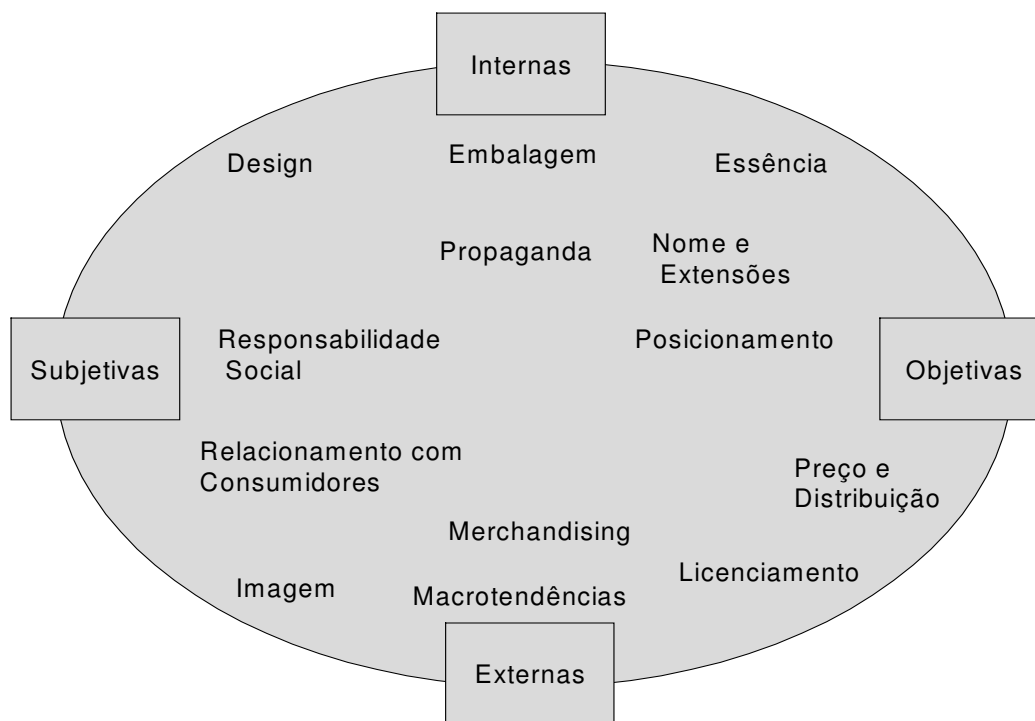 Internas
Design
Embalagem
Essência
Propaganda
Nome e
Extensões
Subjetivas
Responsabilidade
Social
Posicionamento
Objetivas
Relacionamento com
Consumidores
Preço e
Distribuição
Merchandising
Imagem
Macrotendências
Licenciamento
Externas